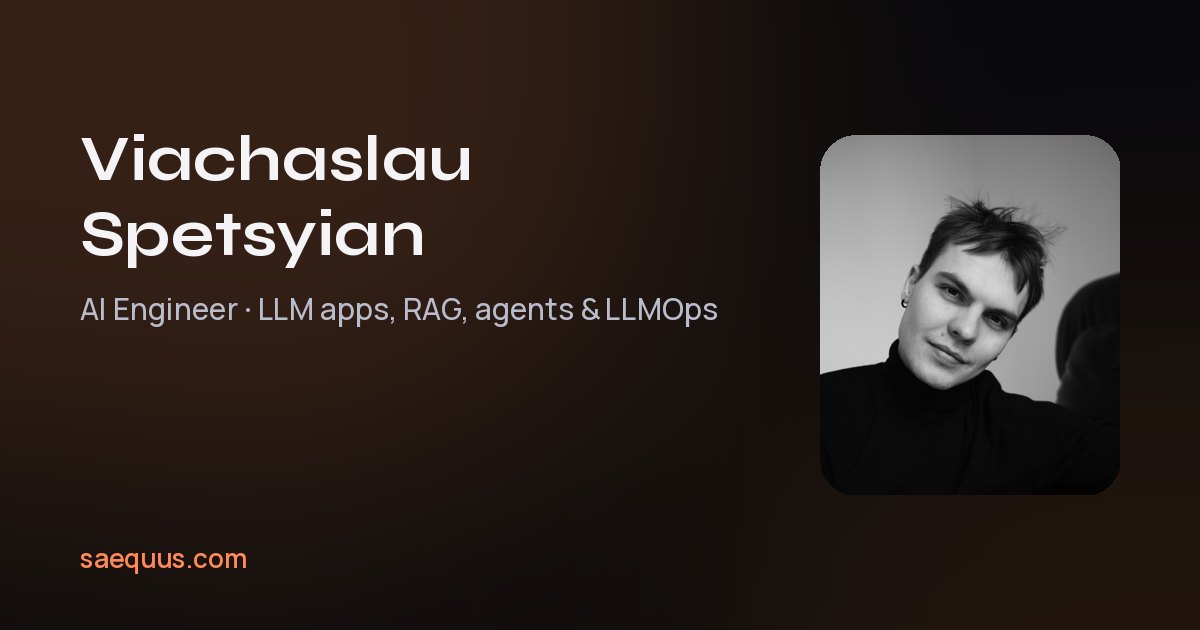 Viachaslau
Spetsyian
AI Engineer · LLM apps, RAG, agents & LLMOps
saequus.com